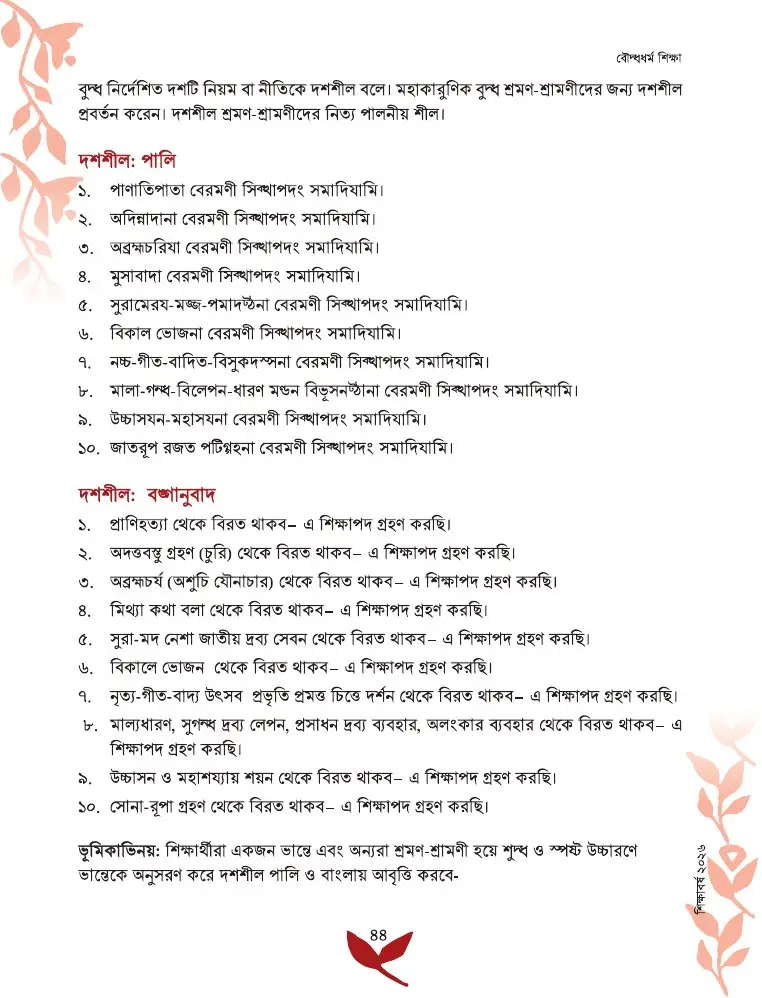 বৌদ্ধধর্ম শিক্ষা
বুদ্ধ নির্দেশিত দশটি নিয়ম বা নীতিকে দশশীল বলে। মহাকারুণিক বুদ্ধ শ্রমণ-শ্রামণীদের জন্য দশশীল
প্রবর্তন করেন। দশশীল শ্রমণ-শ্রামণীদের নিত্য পালনীয় শীল।
দশশীল: পালি
১. পাণাতিপাতা বেরমণী সিক্খাপদং সমাদিযামি।
২. অদিন্নাদানা বেরমণী সিক্খাপদং সমাদিযামি।
৩. অব্রহ্মচরিযা বেরমণী সিক্খাপদং সমাদিযামি।
৪. মুসাবাদা বেরমণী সিক্খাপদং সমাদিযামি।
৫. সুরামেরয-মজ্জ-পমাদট্ঠনা বেরমণী সিক্খাপদং সমাদিযামি।
৬. বিকাল ভোজনা বেরমণী সিক্খাপদং সমাদিযামি।
৭. নচ্চ-গীত-বাদিত-বিসুকদস্সনা বেরমণী সিক্খাপদং সমাদিযামি।
৮. মালা-গন্ধ-বিলেপন-ধারণ মন্ডন বিভূসনট্ঠানা বেরমণী সিক্খাপদং সমাদিযামি।
৯. উচ্চাসযন-মহাসযনা বেরমণী সিক্খাপদং সমাদিযামি।
১০. জাতরূপ রজত পটিগ্গহনা বেরমণী সিক্খাপদং সমাদিযামি।
দশশীল: বঙ্গানুবাদ
১. প্রাণিহত্যা থেকে বিরত থাকব– এ শিক্ষাপদ গ্রহণ করছি।
২. অদত্তবস্তু গ্রহণ (চুরি) থেকে বিরত থাকব– এ শিক্ষাপদ গ্রহণ করছি।
৩. অব্রহ্মচর্য (অশুচি যৌনাচার) থেকে বিরত থাকব– এ শিক্ষাপদ গ্রহণ করছি।
৪. মিথ্যা কথা বলা থেকে বিরত থাকব– এ শিক্ষাপদ গ্রহণ করছি।
৫. সুরা-মদ নেশা জাতীয় দ্রব্য সেবন থেকে বিরত থাকব– এ শিক্ষাপদ গ্রহণ করছি।
৬. বিকালে ভোজন থেকে বিরত থাকব– এ শিক্ষাপদ গ্রহণ করছি।
৭. নৃত্য-গীত-বাদ্য উৎসব প্রভৃতি প্রমত্ত চিত্তে দর্শন থেকে বিরত থাকব– এ শিক্ষাপদ গ্রহণ করছি।
৮. মাল্যধারণ, সুগন্ধ দ্রব্য লেপন, প্রসাধন দ্রব্য ব্যবহার, অলংকার ব্যবহার থেকে বিরত থাকব– এ
শিক্ষাপদ গ্রহণ করছি।
৯. উচ্চাসন ও মহাশয্যায় শয়ন থেকে বিরত থাকব– এ শিক্ষাপদ গ্রহণ করছি।
১০. সোনা-রূপা গ্রহণ থেকে বিরত থাকব– এ শিক্ষাপদ গ্রহণ করছি।
ভূমিকাভিনয়: শিক্ষার্থীরা একজন ভান্তে এবং অন্যরা শ্রমণ-শ্রামণী হয়ে শুদ্ধ ও স্পষ্ট উচ্চারণে
ভান্তেকে অনুসরণ করে দশশীল পালি ও বাংলায় আবৃত্তি করবে-
শিক্ষাবর্ষ ২০২৬
৪৪